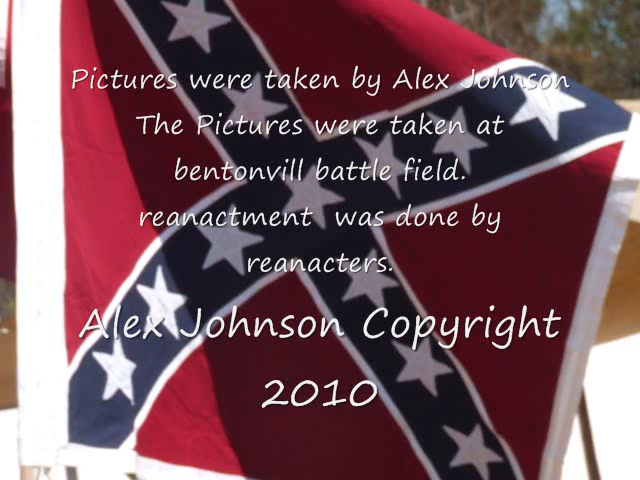 Pictures were taken by Alex Johnson
The Pictures were taken at
bentonvill battle field.
reanactment was done by
reanacters.
Alex Johnson Copyright
2010